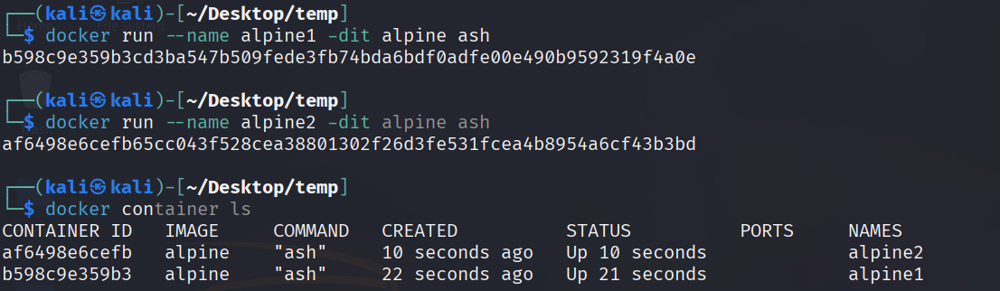 ┌──(kali㉿kali)-[~/Desktop/temp]
└─$ docker run --name alpine1 -dit alpine ash
b598c9e359b3cd3ba547b509fede3fb74bda6bdf0adfe00e490b9592319f4a0e
┌──(kali㉿kali)-[~/Desktop/temp]
└─$ docker run --name alpine2 -dit alpine ash
af6498e6cefb65cc043f528cea38801302f26d3fe531fcea4b8954a6cf43b3bd
┌──(kali㉿kali)-[~/Desktop/temp]
└─$ docker container ls
CONTAINER ID   IMAGE     COMMAND   CREATED          STATUS          PORTS     NAMES
af6498e6cefb   alpine    "ash"     10 seconds ago   Up 10 seconds             alpine2
b598c9e359b3   alpine    "ash"     22 seconds ago   Up 21 seconds             alpine1